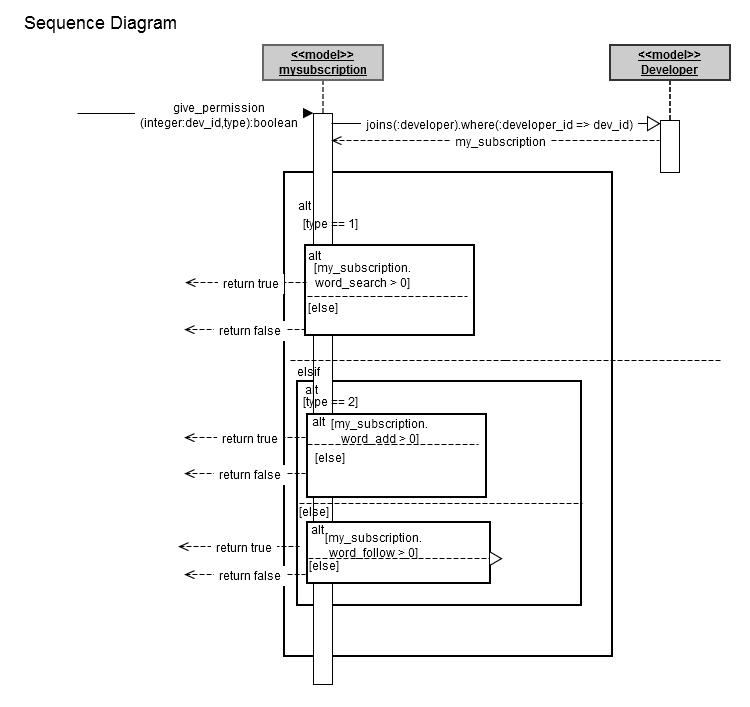 Sequence Diagram
<<model>>
mysubscription
<<model>>
Developer
give_permission
(integer:dev_id,type):boolean
joins(:developer).where(:developer_id => dev_id)
my_subscription
alt
[type == 1]
alt
[my_subscription.
word_search > 0]
return true
[else]
return false
elsif
alt
[type == 2]
alt [my_subscription.
word_add > 0]
return true
[else]
return false
[else]
alt
[my_subscription.
word_follow > 0]
return true
[else]
return false